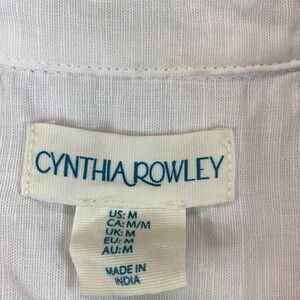 CYNTHIA ROWLEY
US: M
CA: M/M
UK: M
EU: M
AU: M
MADE IN
INDIA